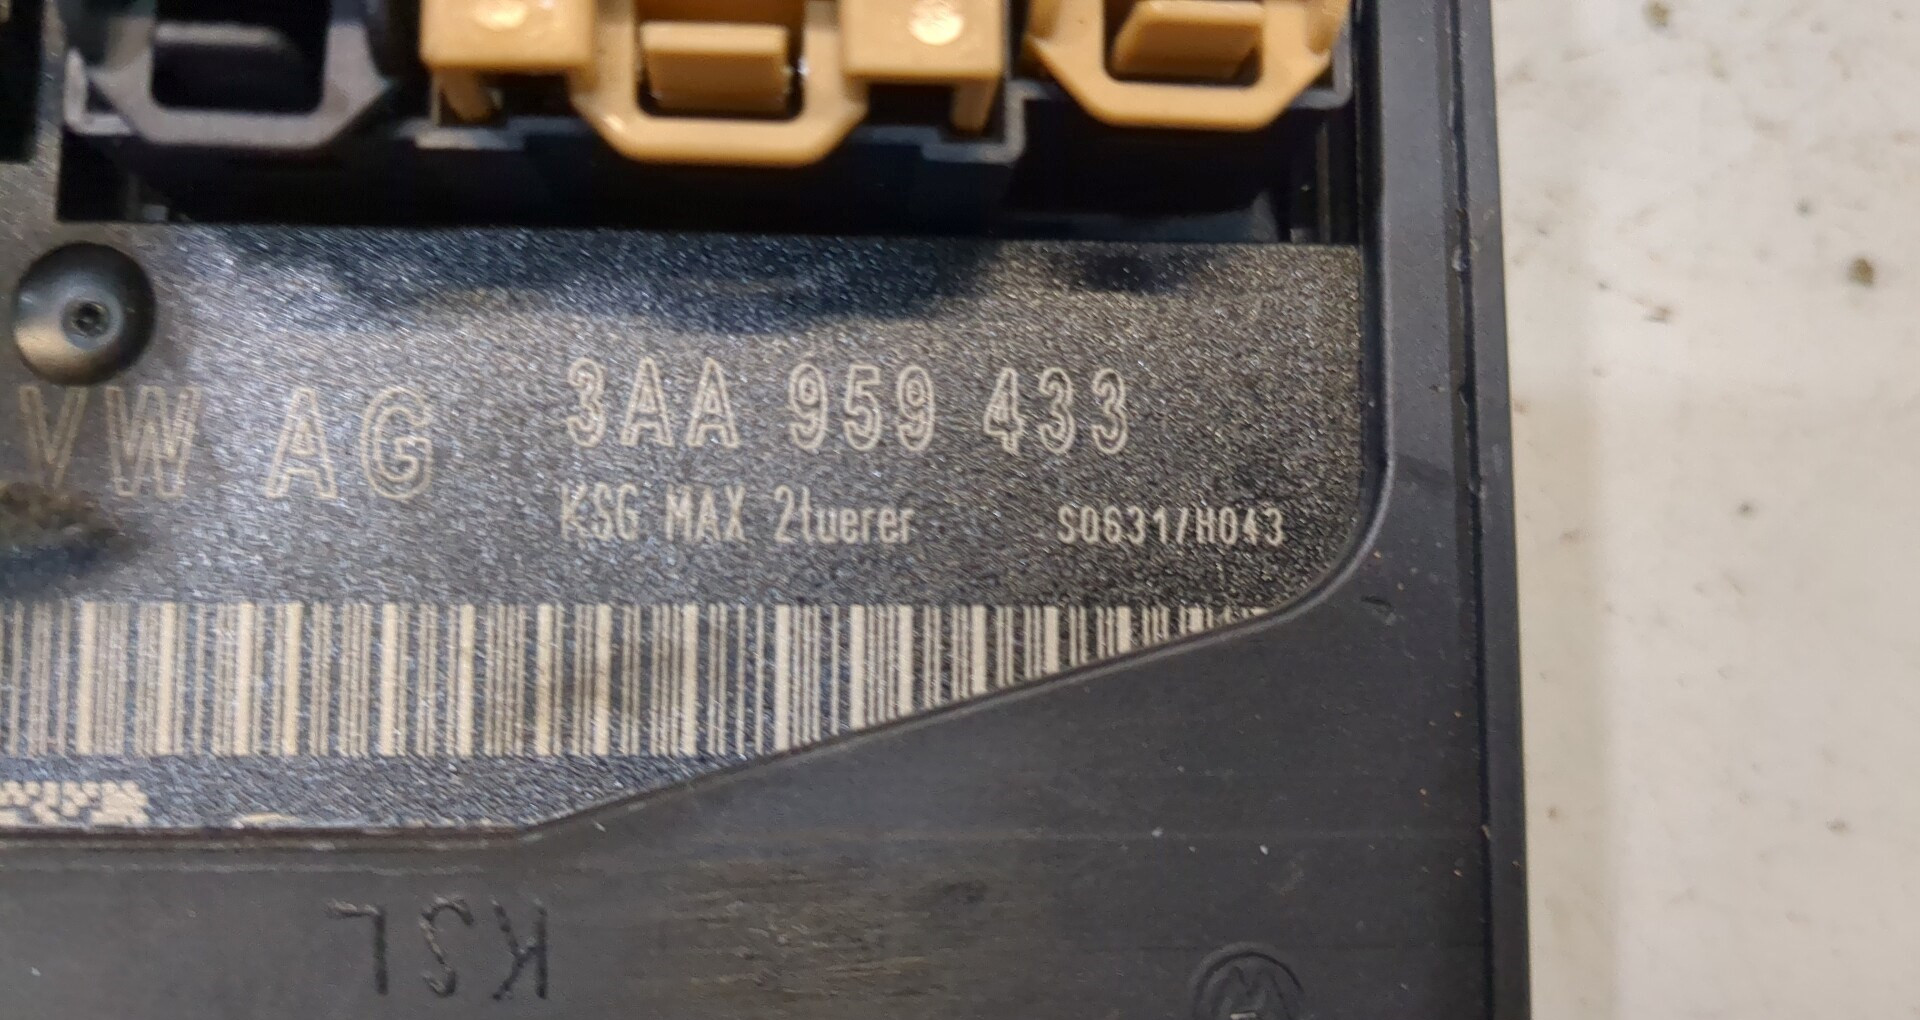 VW AG 3AA 959 433
KSG MAX 2tuerer S0631/H043
KSL